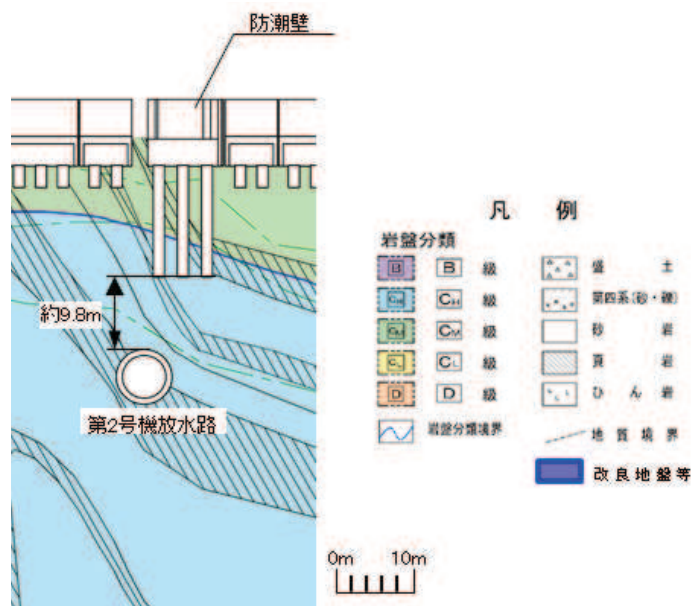 防潮壁
約9.8m
第2号機放水路
凡 例
岩盤分類
B B 級
CH CH 級
CM CM 級
CL CL 級
D D 級
岩盤分類境界
盛 土
第四系(砂・礫)
砂 岩
頁 岩
ひ ん 岩
地 質 境 界
改良地盤等
0m 10m